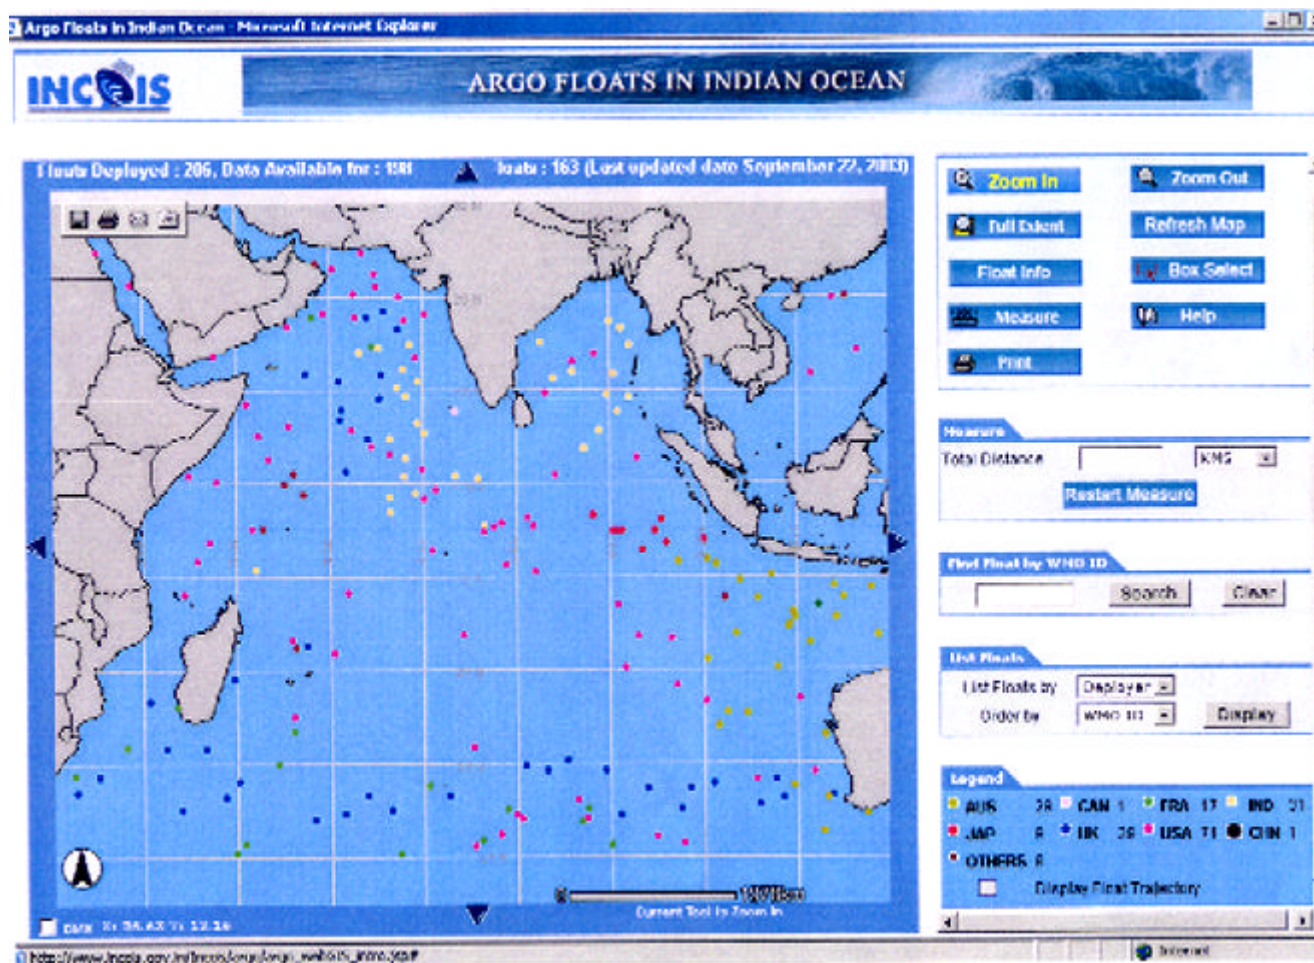 Argo Floats in Indian Ocean - Microsoft Internet Explorer
INCOIS
ARGO FLOATS IN INDIAN OCEAN
Floats Deployed : 206, Data Available for : 198
loats : 163 (Last updated date September 22, 2003)
Zoom In
Zoom Out
Full Extent
Refresh Map
Float Info
Box Select
Measure
Help
Print
Measure
Total Distance
KMS
Restart Measure
Find Float by WMO ID
Search
Clear
List Floats
List Floats by
Deployer
Order by
WMO ID
Display
Legend
AUS
CAN 1
FRA 17
IND
JAP
UK
USA 71
CHN 1
OTHERS
Display Float Trajectory
Current Tool is Zoom In
Internet